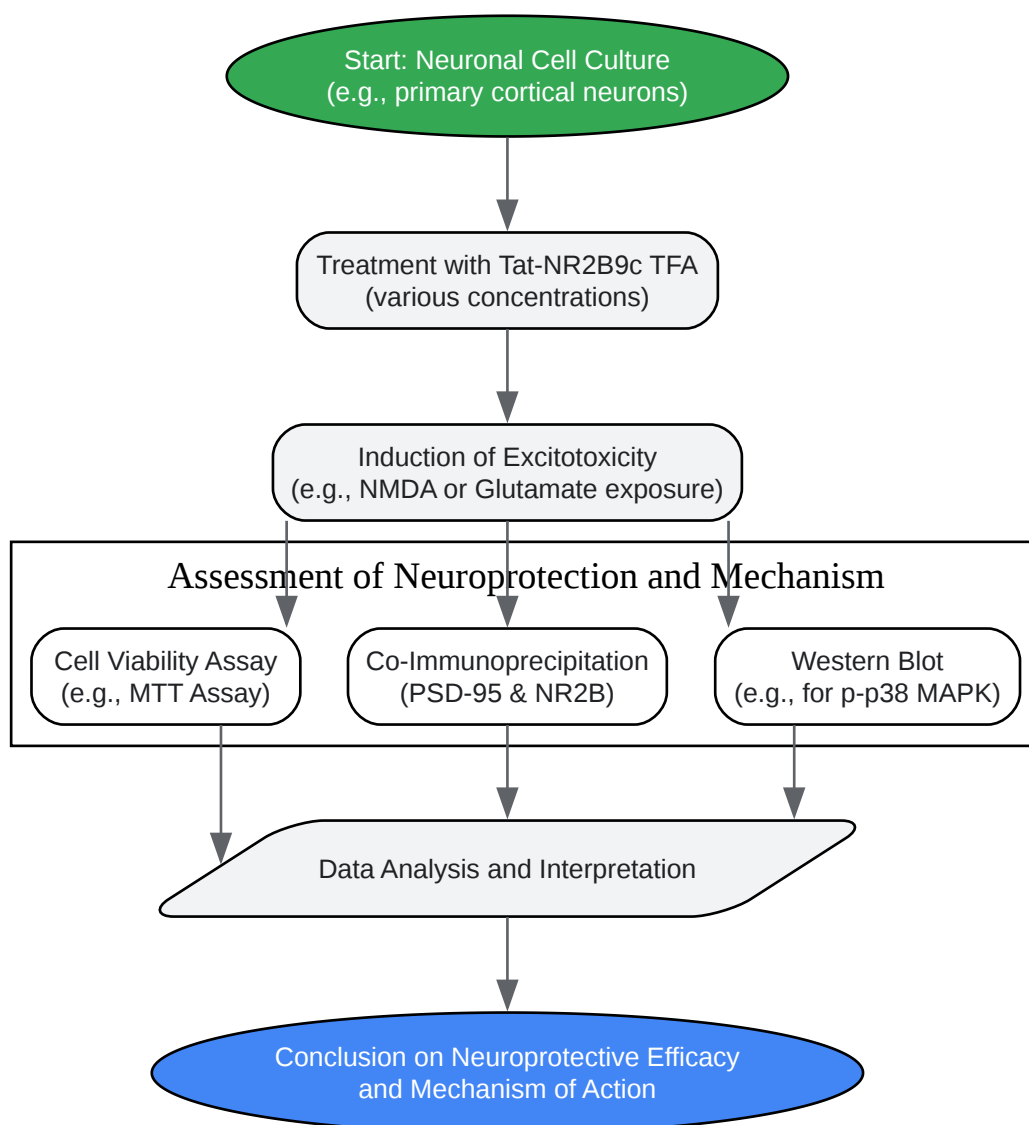 Start: Neuronal Cell Culture
(e.g., primary cortical neurons)
Treatment with Tat-NR2B9c TFA
(various concentrations)
Induction of Excitotoxicity
(e.g., NMDA or Glutamate exposure)
Assessment of Neuroprotection and Mechanism
Cell Viability Assay
(e.g., MTT Assay)
Co-Immunoprecipitation
(PSD-95 & NR2B)
Western Blot
(e.g., for p-p38 MAPK)
Data Analysis and Interpretation
Conclusion on Neuroprotective Efficacy
and Mechanism of Action